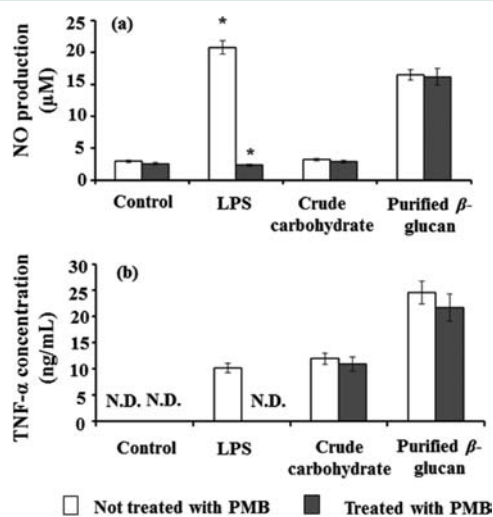 (a)
NO production
(µM)
25
20
15
10
5
0
*
*
Control
LPS
Crude
carbohydrate
Purified β-
glucan
(b)
TNF-α concentration
(ng/mL)
30
25
20
15
10
5
0
N.D. N.D.
N.D.
Control
LPS
Crude
carbohydrate
Purified β-
glucan
Not treated with PMB
Treated with PMB